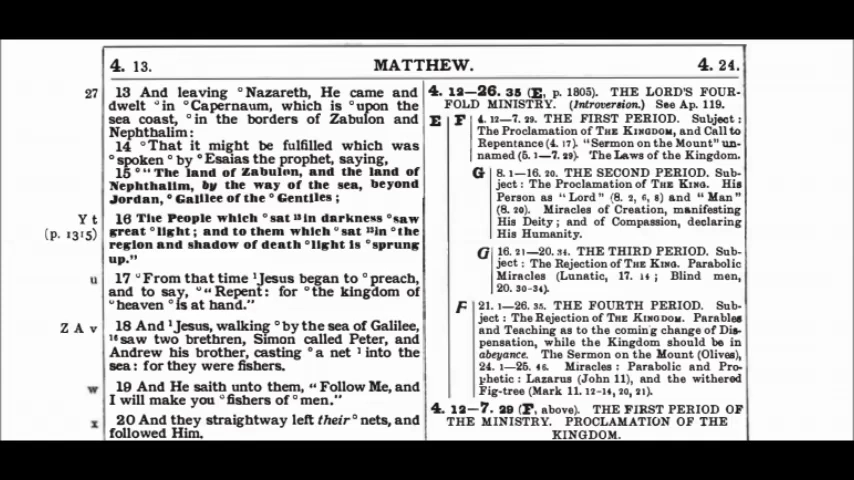 4. 13.
MATTHEW.
4. 24.
27
13 And leaving °Nazareth, He came and
dwelt °in °Capernaum, which is °upon the
sea coast, °in the borders of Zabulon and
Nephthalim:
14 °That it might be fulfilled which was
°spoken °by °Esaias the prophet, saying,
15 °"The land of Zabulon, and the land of
Nephthalim, by the way of the sea, beyond
Jordan, °Galilee of the °Gentiles;
Y t
(p. 1315)
16 The People which °sat ¹³in darkness °saw
great °light; and to them which °sat ¹³in °the
region and shadow of death °light is °sprung
up."
u
17 °From that time ¹Jesus began to °preach,
and to say, °"Repent: for °the kingdom of
°heaven °is at hand."
Z A v
18 And ¹Jesus, walking °by the sea of Galilee,
¹⁶saw two brethren, Simon called Peter, and
Andrew his brother, casting °a net ¹into the
sea: for they were fishers.
w
19 And He saith unto them, "Follow Me, and
I will make you °fishers of °men."
x
20 And they straightway left their °nets, and
followed Him.
4. 12—26. 35 (E, p. 1805). THE LORD'S FOUR-
FOLD MINISTRY. (Introversion.) See Ap. 119.
E F 4. 12—7. 29. THE FIRST PERIOD. Subject:
The Proclamation of THE KINGDOM, and Call to
Repentance (4. 17). "Sermon on the Mount" un-
named (5. 1—7. 29). The Laws of the Kingdom.
G 8. 1—16. 20. THE SECOND PERIOD. Sub-
ject: The Proclamation of THE KING. His
Person as "Lord" (8. 2, 6, 8) and "Man"
(8. 20). Miracles of Creation, manifesting
His Deity; and of Compassion, declaring
His Humanity.
G 16. 21—20. 34. THE THIRD PERIOD. Sub-
ject: The Rejection of THE KING. Parabolic
Miracles (Lunatic, 17. 14; Blind men,
20. 30-34).
F 21. 1—26. 35. THE FOURTH PERIOD. Sub-
ject: The Rejection of THE KINGDOM. Parables
and Teaching as to the coming change of Dis-
pensation, while the Kingdom should be in
abeyance. The Sermon on the Mount (Olives),
24. 1—25. 46. Miracles: Parabolic and Pro-
phetic: Lazarus (John 11), and the withered
Fig-tree (Mark 11. 12-14, 20, 21).
4. 12—7. 29 (F, above). THE FIRST PERIOD OF
THE MINISTRY. PROCLAMATION OF THE
KINGDOM.